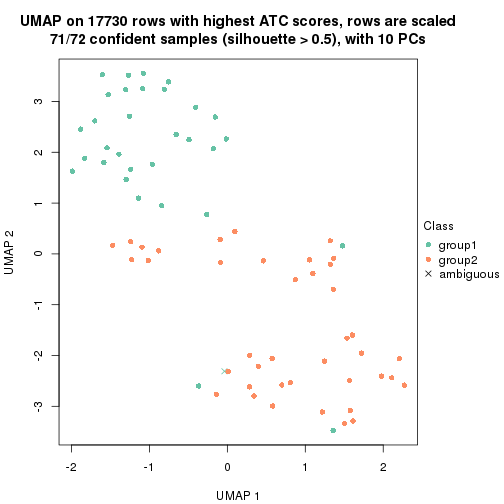 UMAP on 17730 rows with highest ATC scores, rows are scaled
71/72 confident samples (silhouette > 0.5), with 10 PCs
3
2
1
0
-1
-2
-3
UMAP 2
-2
-1
0
1
2
UMAP 1
Class
group1
group2
ambiguous